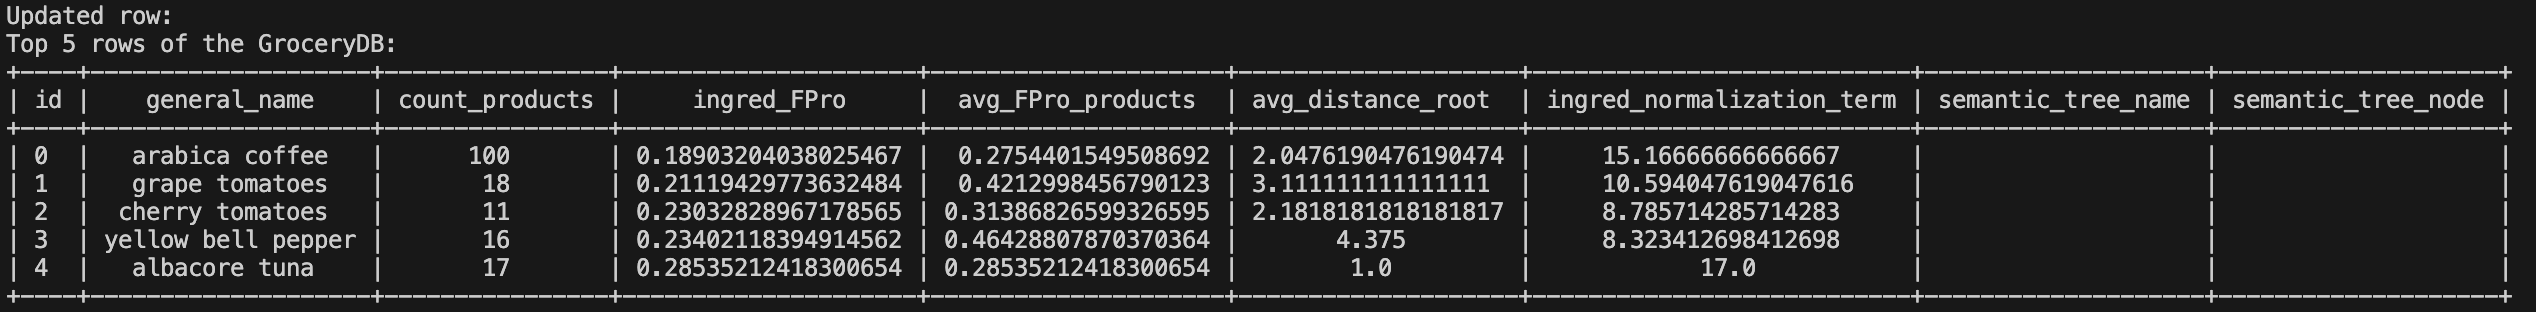 Updated row:
Top 5 rows of the GroceryDB:
+----+--------------------+----------------+---------------------+---------------------+--------------------+---------------------------+--------------------+--------------------+
| id |    general_name    | count_products |     ingred_FPro     |  avg_FPro_products  | avg_distance_root  | ingred_normalization_term | semantic_tree_name | semantic_tree_node |
+----+--------------------+----------------+---------------------+---------------------+--------------------+---------------------------+--------------------+--------------------+
| 0  |   arabica coffee   |      100       | 0.18903204038025467 |  0.2754401549508692 | 2.0476190476190474 |     15.16666666666667     |                    |                    |
| 1  |   grape tomatoes   |       18       | 0.21119429773632484 |  0.4212998456790123 | 3.111111111111111  |     10.594047619047616    |                    |                    |
| 2  |  cherry tomatoes   |       11       | 0.23032828967178565 | 0.31386826599326595 | 2.1818181818181817 |     8.785714285714283     |                    |                    |
| 3  | yellow bell pepper |       16       | 0.23402118394914562 | 0.46428807870370364 |       4.375        |     8.323412698412698     |                    |                    |
| 4  |   albacore tuna    |       17       | 0.28535212418300654 | 0.28535212418300654 |        1.0         |            17.0           |                    |                    |
+----+--------------------+----------------+---------------------+---------------------+--------------------+---------------------------+--------------------+--------------------+